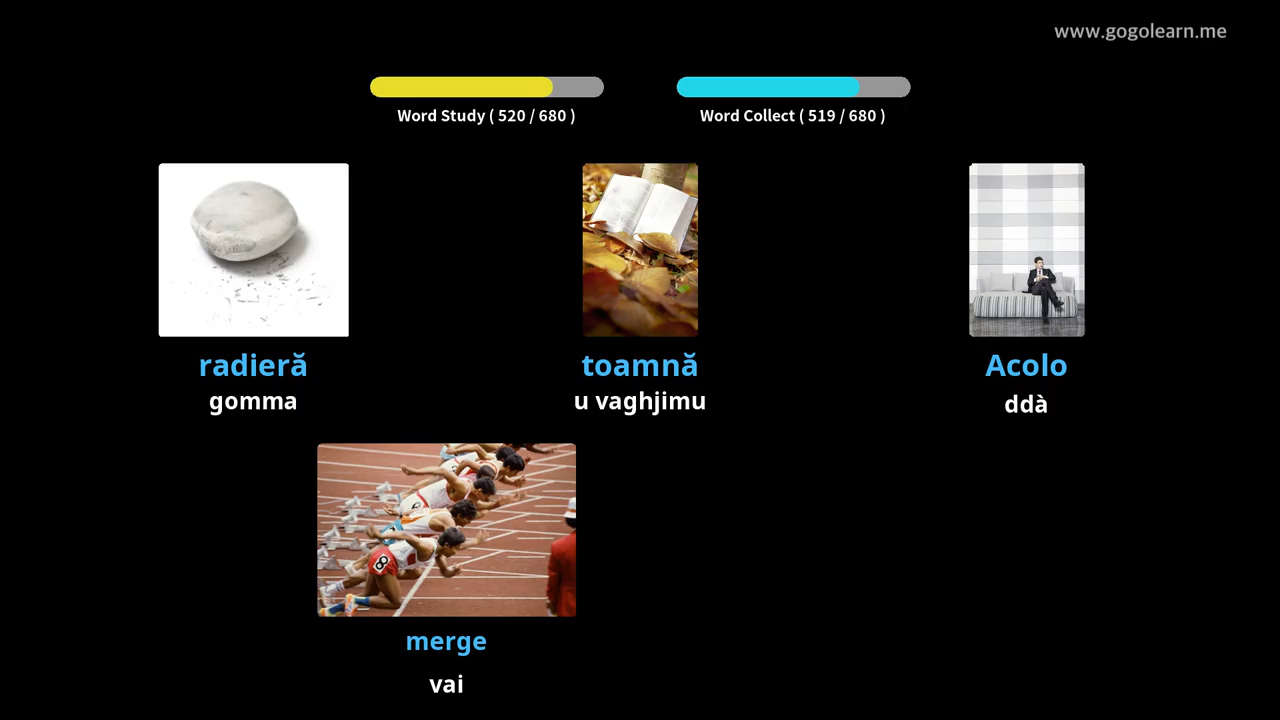 www.gogolearn.me
Word Study ( 520 / 680 )
Word Collect ( 519 / 680 )
radieră
gomma
toamnă
u vaghjimu
Acolo
ddà
8
merge
vai